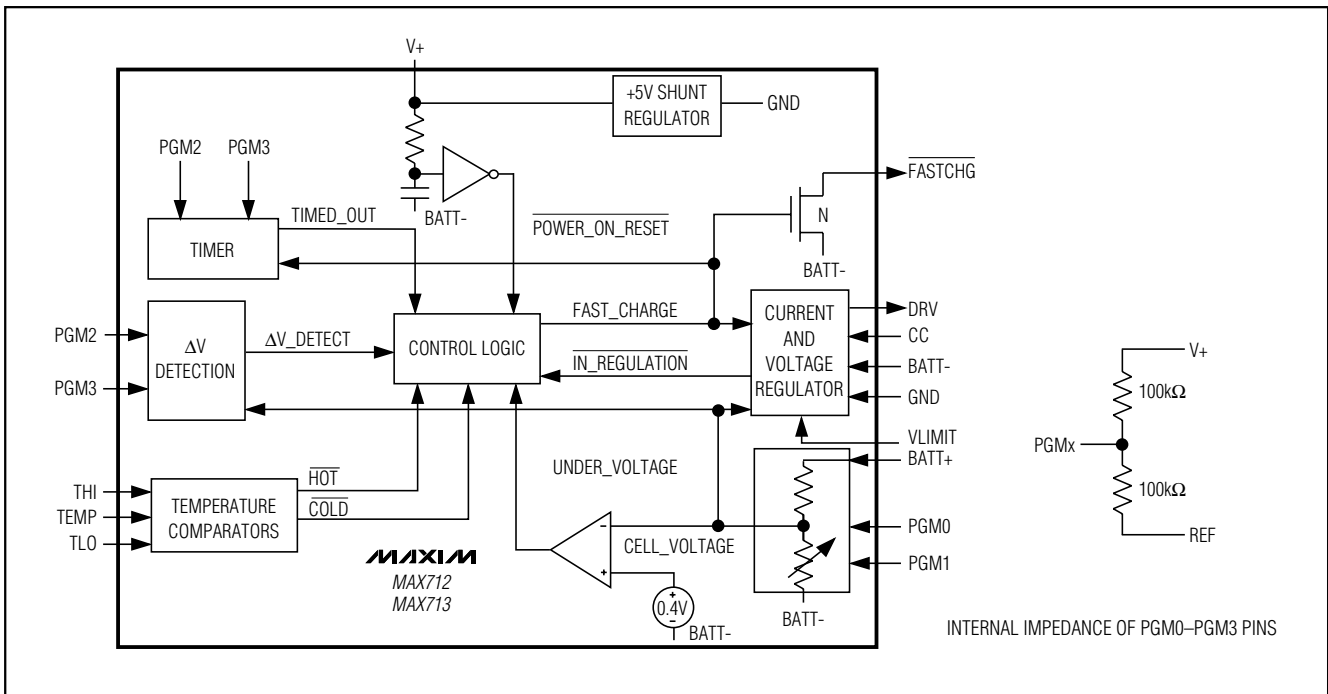 V+
+5V SHUNT
REGULATOR
GND
PGM2
PGM3
FASTCHG
TIMED_OUT
BATT-
POWER_ON_RESET
N
TIMER
BATT-
DRV
FAST_CHARGE
CURRENT
AND
VOLTAGE
REGULATOR
CC
BATT-
GND
PGM2
PGM3
ΔV
DETECTION
ΔV_DETECT
CONTROL LOGIC
IN_REGULATION
V+
100kΩ
PGMx
100kΩ
REF
VLIMIT
BATT+
UNDER_VOLTAGE
HOT
COLD
THI
TEMP
TLO
TEMPERATURE
COMPARATORS
-
CELL_VOLTAGE
PGM0
PGM1
MAXIM
MAX712
MAX713
+
+
0.4V
-
BATT-
BATT-
INTERNAL IMPEDANCE OF PGM0–PGM3 PINS